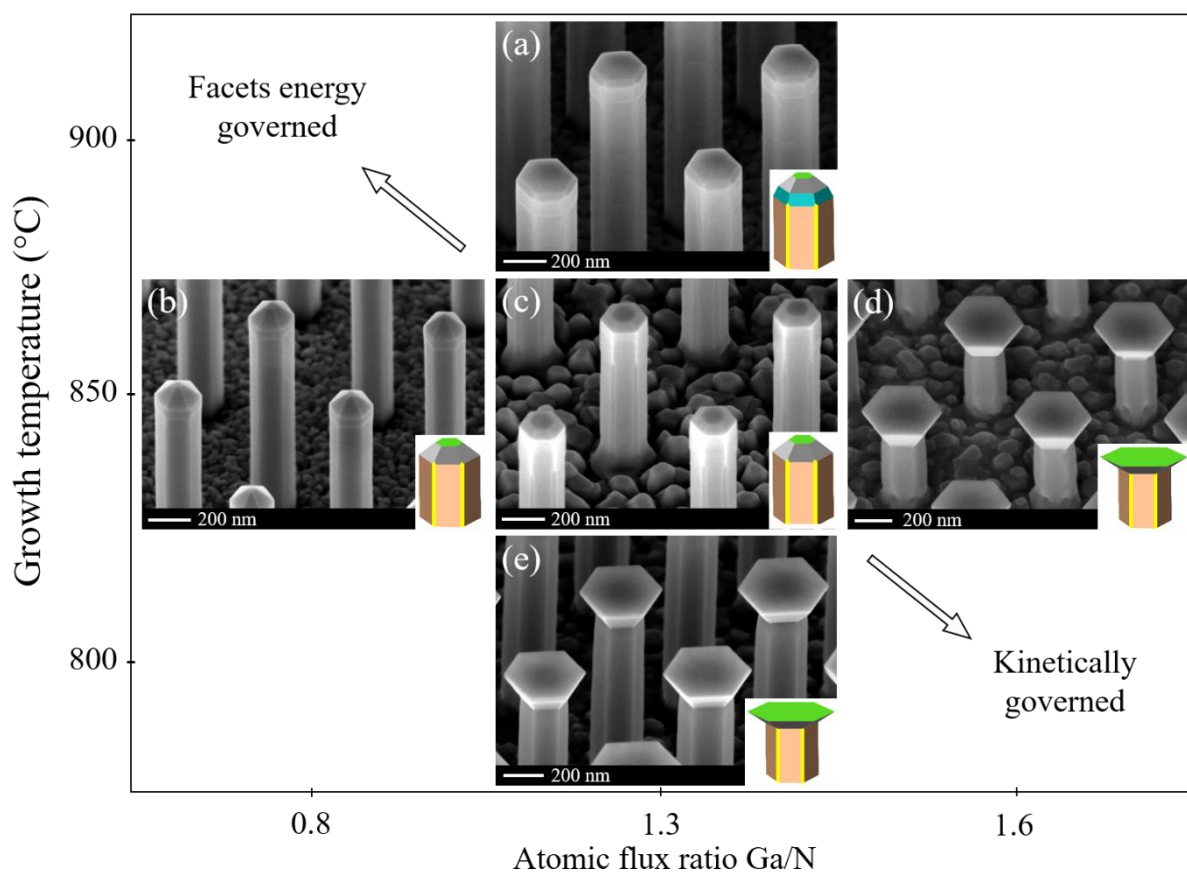 (a)
Facets energy
governed
900
200 nm
(b)
(c)
(d)
850
200 nm
200 nm
200 nm
(e)
800
Kinetically
governed
200 nm
Growth temperature (°C)
0.8
1.3
1.6
Atomic flux ratio Ga/N